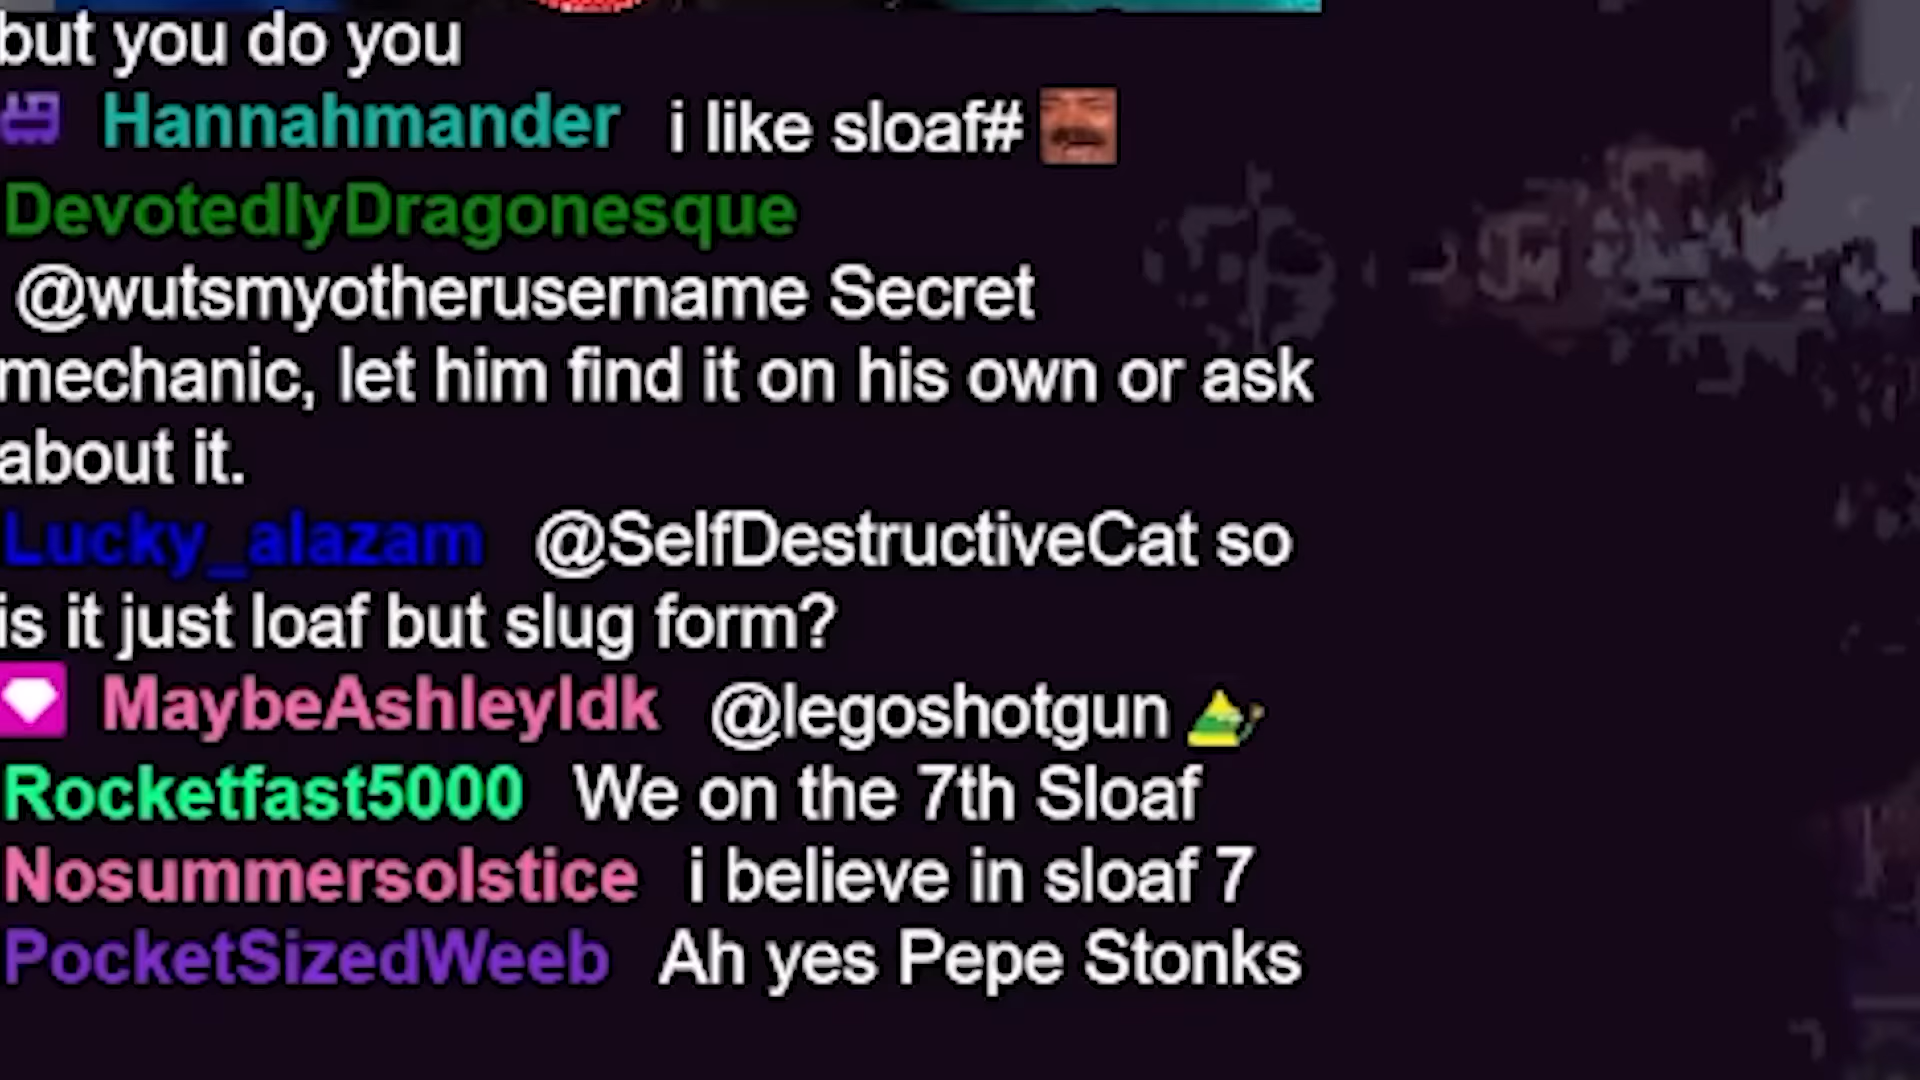 but you do you
Hannahmander i like sloaf#
DevotedlyDragonesque
@wutsmyotherusername Secret
mechanic, let him find it on his own or ask
about it.
Lucky_alazam @SelfDestructiveCat so
is it just loaf but slug form?
MaybeAshleyIdk @legoshotgun
Rocketfast5000 We on the 7th Sloaf
Nosummersolstice i believe in sloaf 7
PocketSizedWeeb Ah yes Pepe Stonks